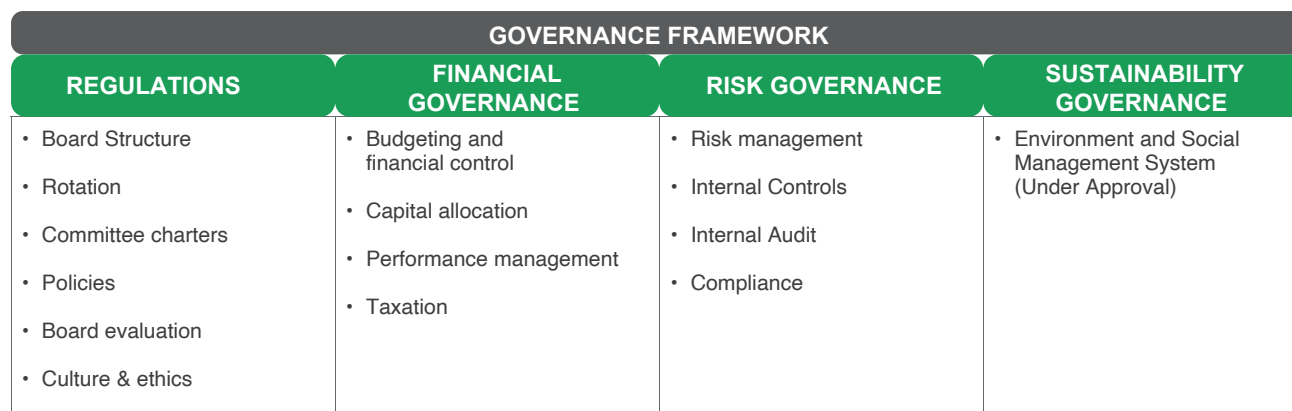 GOVERNANCE FRAMEWORK
REGULATIONS
• Board Structure
• Rotation
• Committee charters
• Policies
• Board evaluation
• Culture & ethics
FINANCIAL
GOVERNANCE
• Budgeting and
financial control
• Capital allocation
• Performance management
• Taxation
RISK GOVERNANCE
• Risk management
• Internal Controls
• Internal Audit
• Compliance
SUSTAINABILITY
GOVERNANCE
• Environment and Social
Management System
(Under Approval)